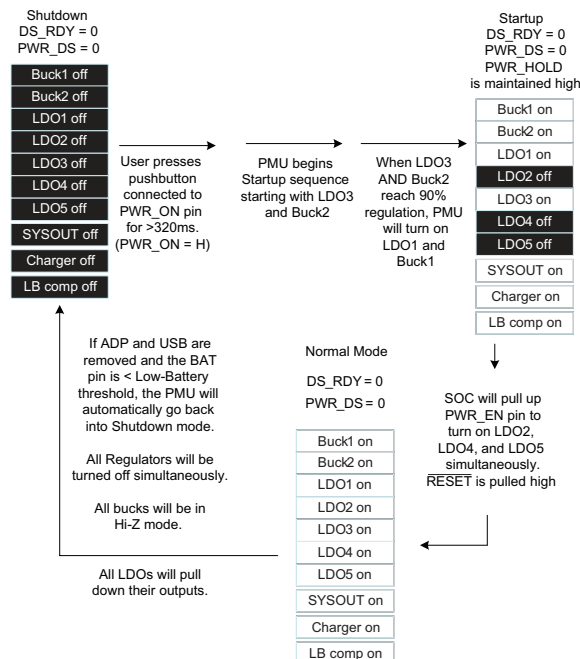 Shutdown
DS_RDY = 0
PWR_DS = 0
Buck1 off
Buck2 off
LDO1 off
LDO2 off
LDO3 off
LDO4 off
LDO5 off
SYSOUT off
Charger off
LB comp off
User presses
pushbutton
connected to
PWR_ON pin
for >320ms.
(PWR_ON = H)
PMU begins
Startup sequence
starting with LDO3
and Buck2
When LDO3
AND Buck2
reach 90%
regulation, PMU
will turn on
LDO1 and
Buck1
Startup
DS_RDY = 0
PWR_DS = 0
PWR_HOLD
is maintained high
Buck1 on
Buck2 on
LDO1 on
LDO2 off
LDO3 on
LDO4 off
LDO5 off
SYSOUT on
Charger on
LB comp on
SOC will pull up
PWR_EN pin to
turn on LDO2,
LDO4, and LDO5
simultaneously.
RESET is pulled high
Normal Mode
DS_RDY = 0
PWR_DS = 0
Buck1 on
Buck2 on
LDO1 on
LDO2 on
LDO3 on
LDO4 on
LDO5 on
SYSOUT on
Charger on
LB comp on
If ADP and USB are
removed and the BAT
pin is < Low-Battery
threshold, the PMU will
automatically go back
into Shutdown mode.
All Regulators will be
turned off simultaneously.
All bucks will be in
Hi-Z mode.
All LDOs will pull
down their outputs.